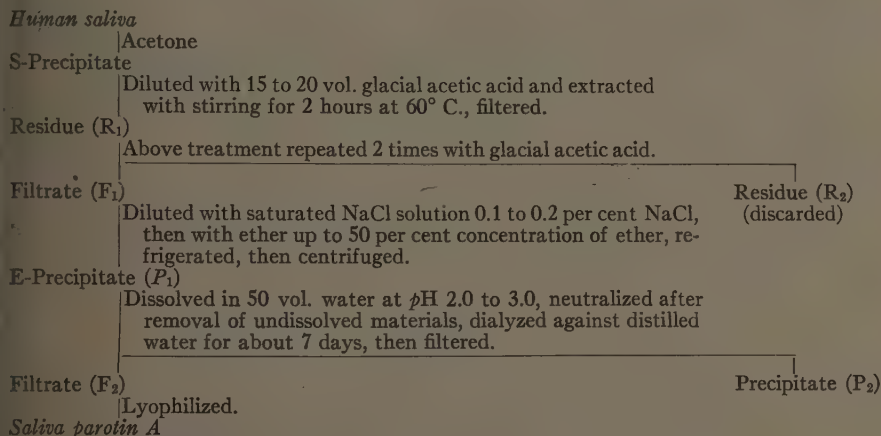 Human saliva
Acetone
S-Precipitate
Diluted with 15 to 20 vol. glacial acetic acid and extracted
with stirring for 2 hours at 60° C., filtered.
Residue (R₁)
Above treatment repeated 2 times with glacial acetic acid.
Filtrate (F₁) Residue (R₂)
(discarded)
Diluted with saturated NaCl solution 0.1 to 0.2 per cent NaCl,
then with ether up to 50 per cent concentration of ether, re-
frigerated, then centrifuged.
E-Precipitate (P₁)
Dissolved in 50 vol. water at pH 2.0 to 3.0, neutralized after
removal of undissolved materials, dialyzed against distilled
water for about 7 days, then filtered.
Filtrate (F₂) Precipitate (P₂)
Lyophilized.
Saliva parotin A